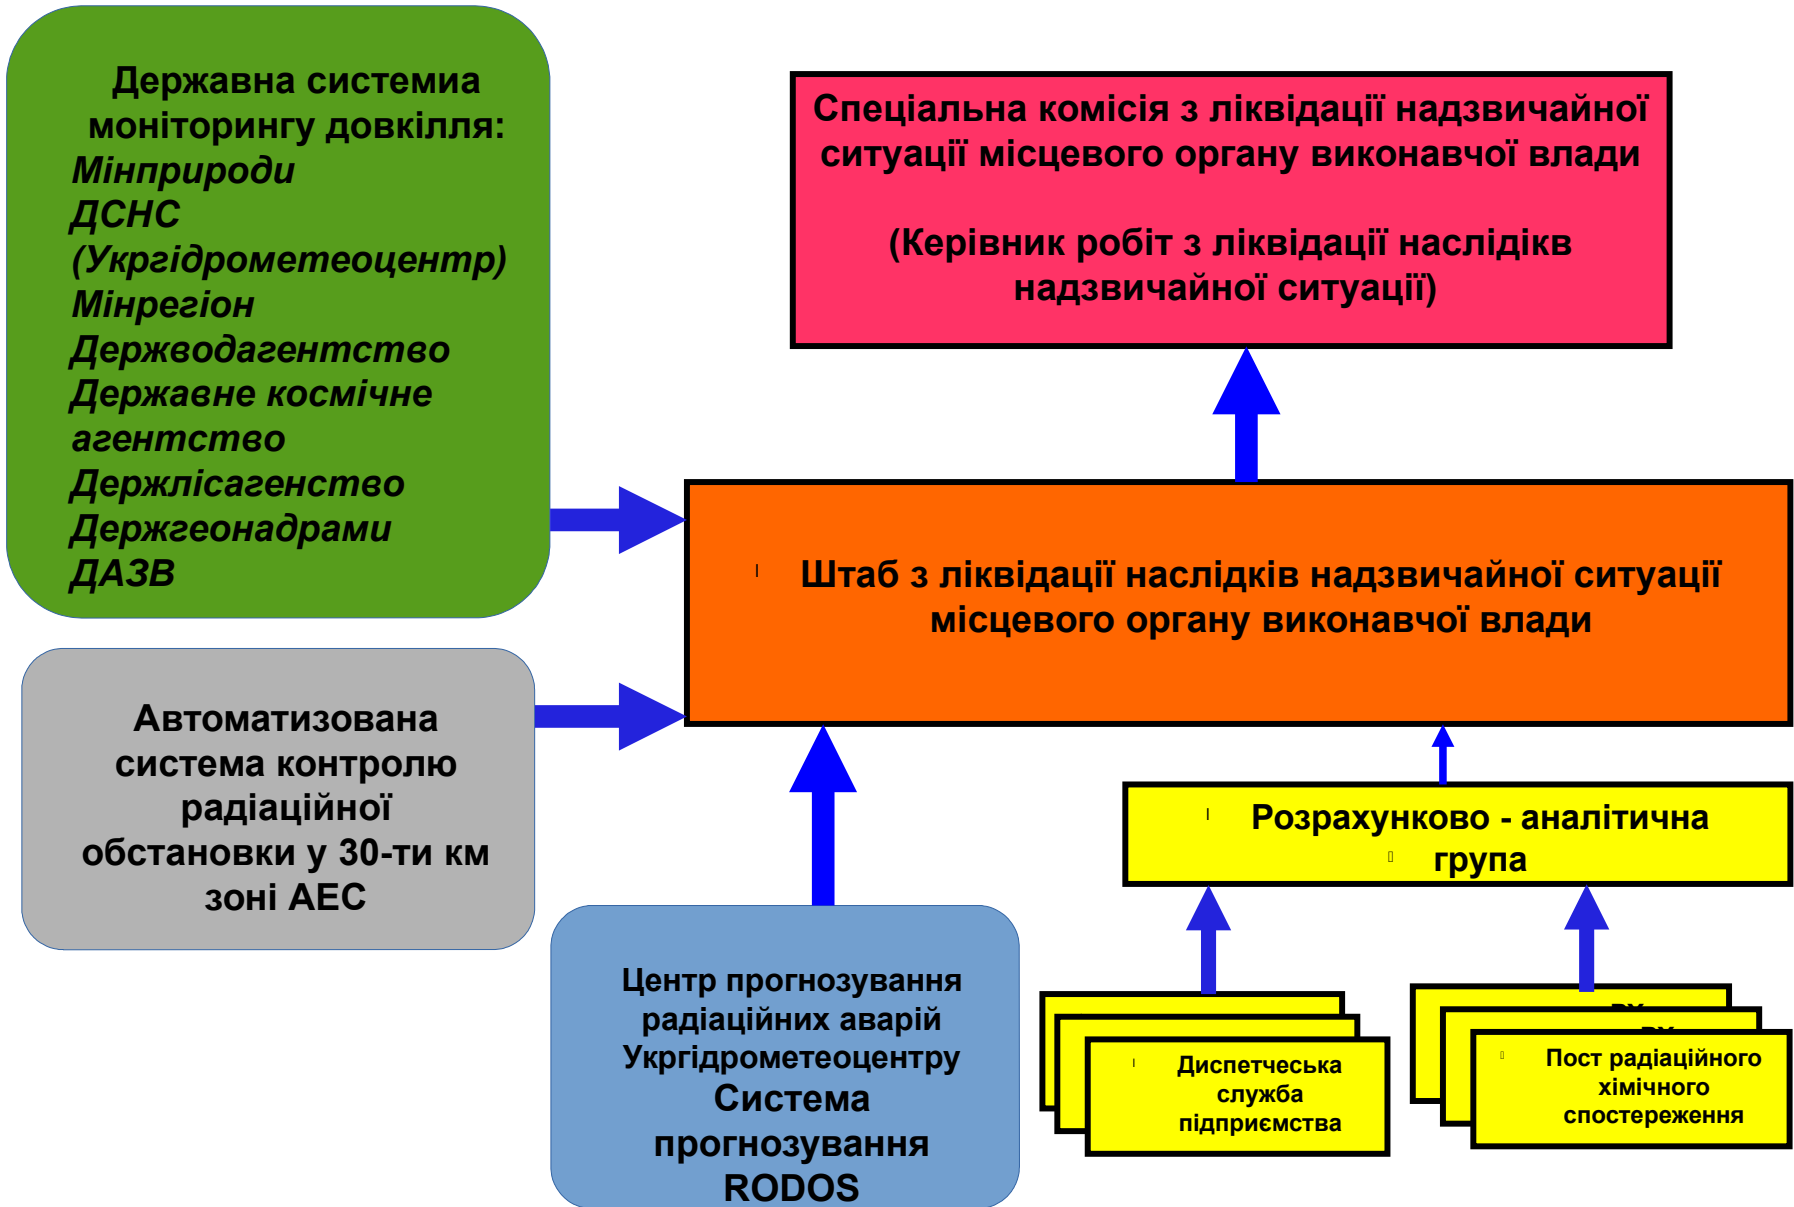 Державна системиа
моніторингу довкілля:
Мінприроди
ДСНС
(Укргідрометеоцентр)
Мінрегіон
Держводагентство
Державне космічне
агентство
Держлісагенство
Держгеонадрами
ДАЗВ
Спеціальна комісія з ліквідації надзвичайної
ситуації місцевого органу виконавчої влади
(Керівник робіт з ліквідації наслідікв
надзвичайної ситуації)
Штаб з ліквідації наслідків надзвичайної ситуації
місцевого органу виконавчої влади
Автоматизована
система контролю
радіаційної
обстановки у 30-ти км
зоні АЕС
Розрахунково - аналітична
група
Центр прогнозування
радіаційних аварій
Укргідрометеоцентру
Система
прогнозування
RODOS
Диспетчеська
служба
підприємства
Пост радіаційного
хімічного
спостереження